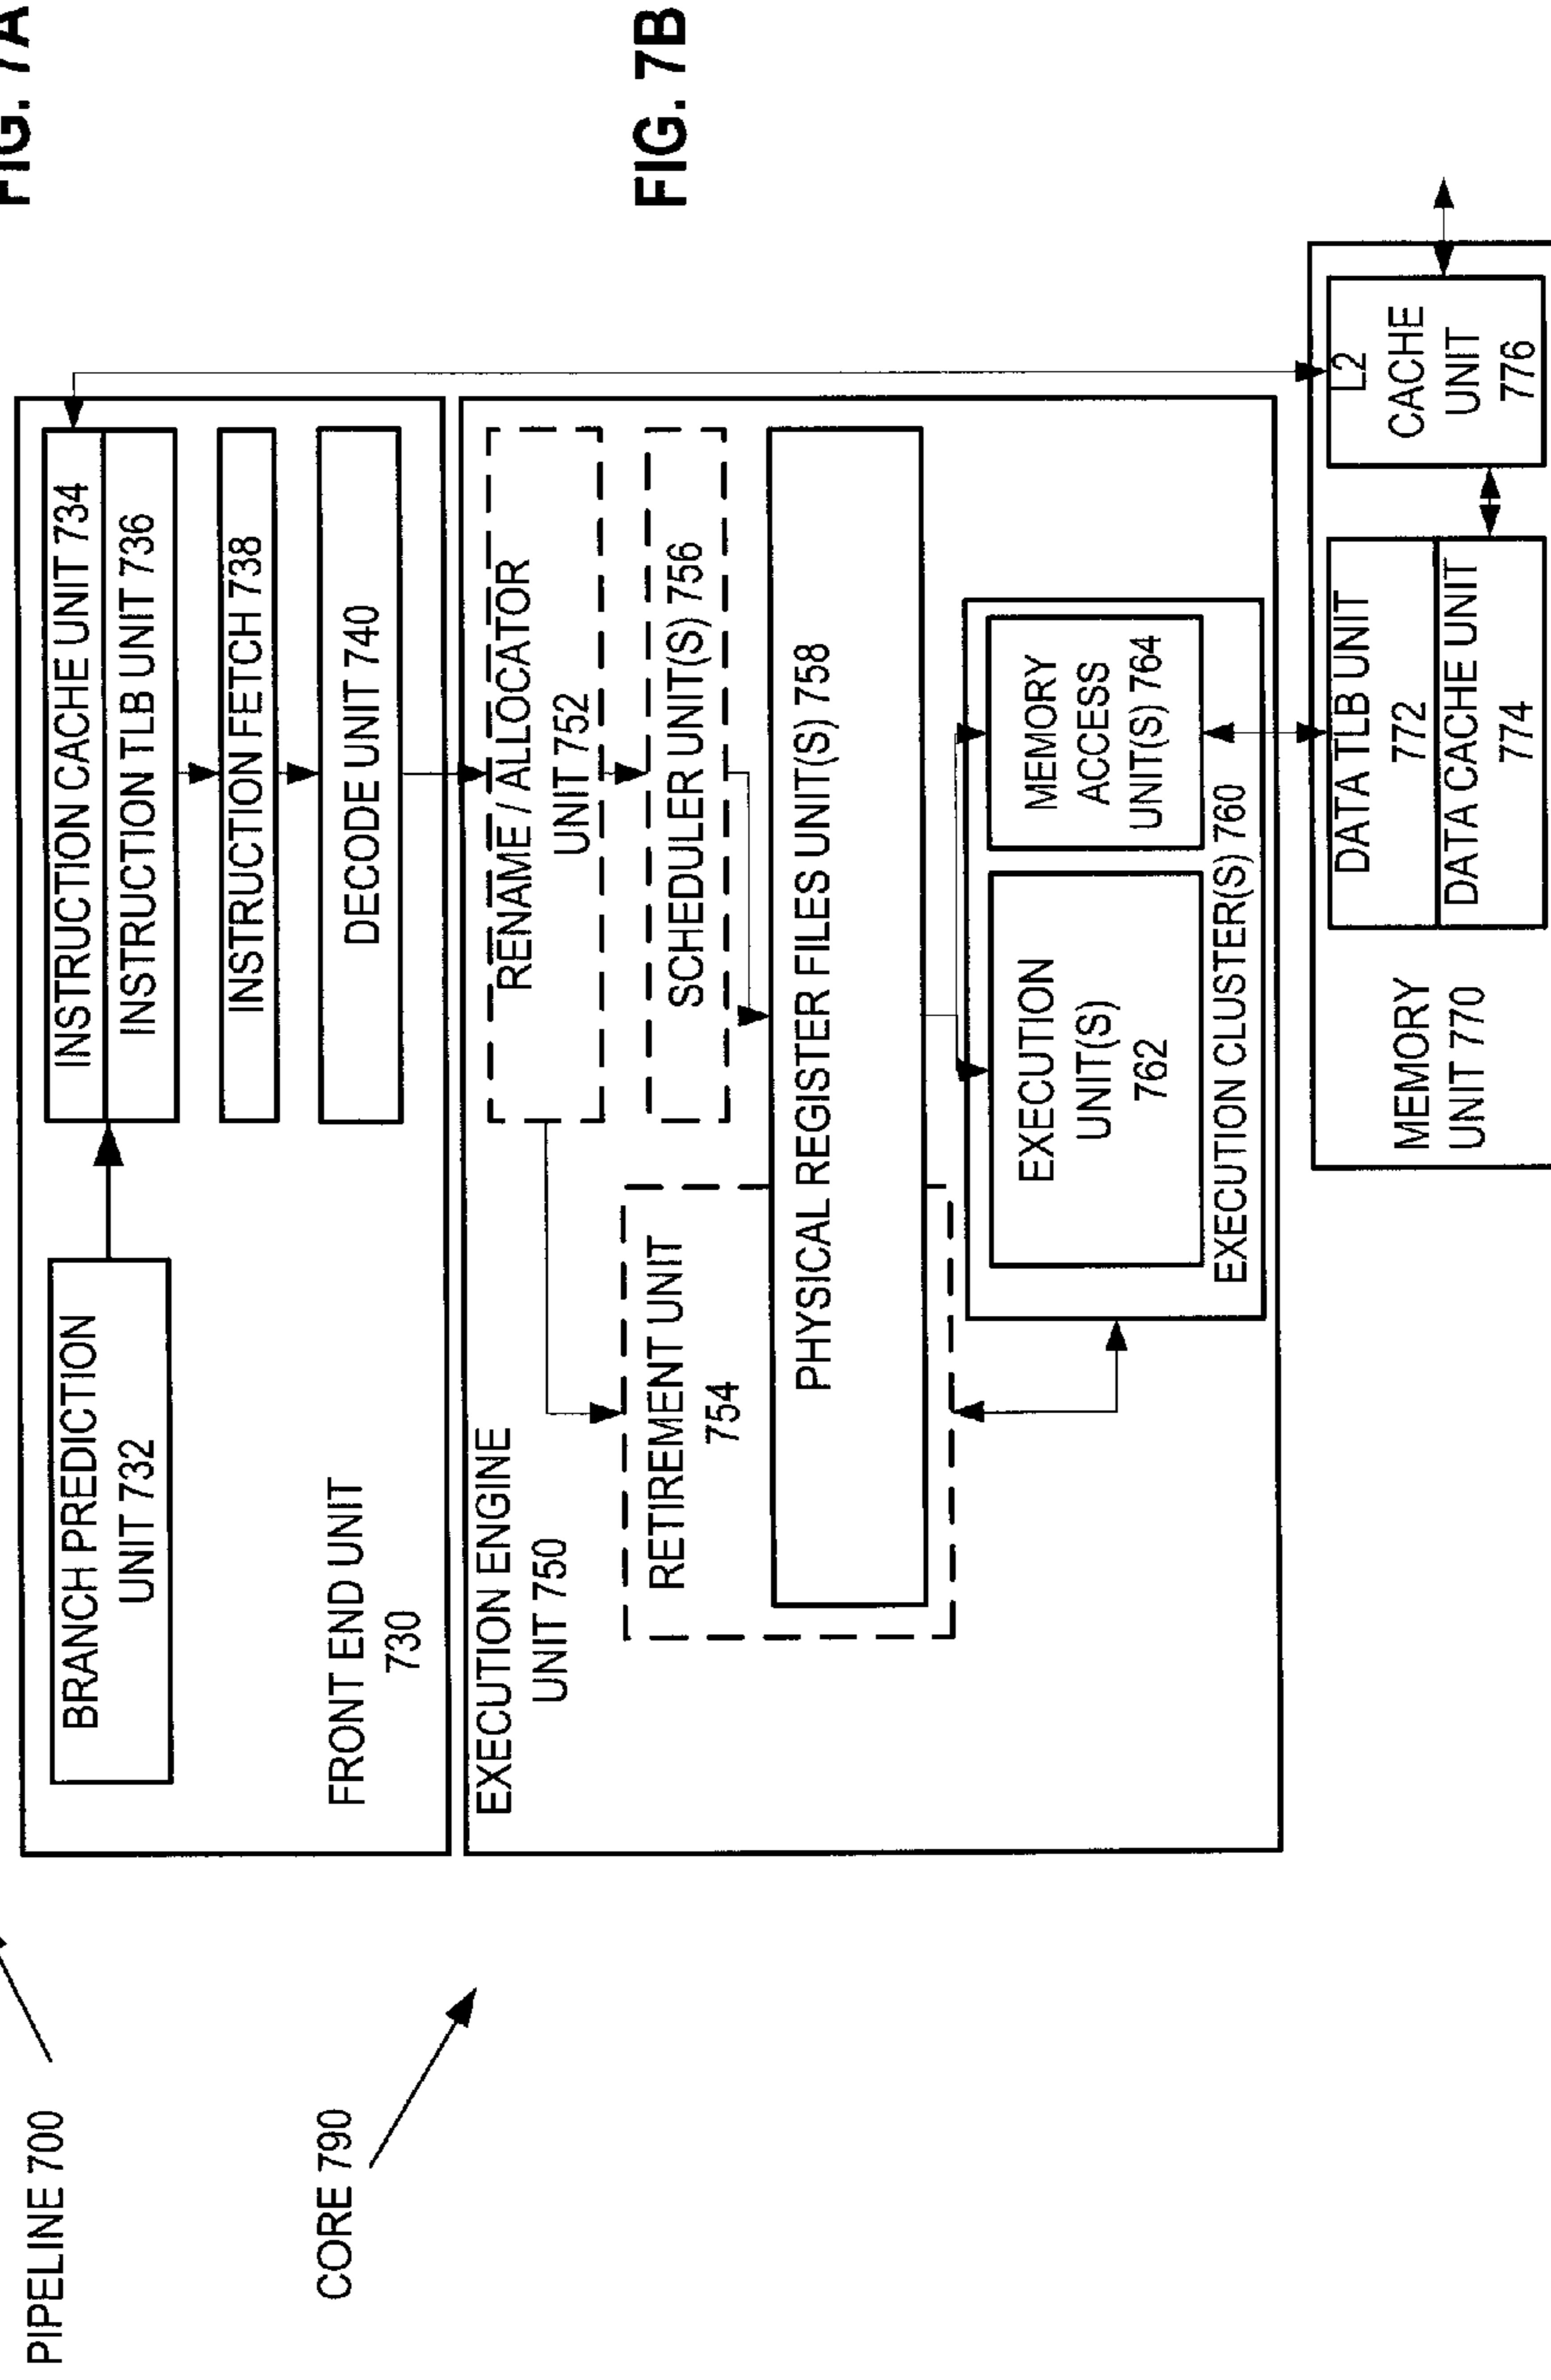 FIG. 7A
PIPELINE 700
FIG. 7B
CORE 790
BRANCH PREDICTION
UNIT 732
INSTRUCTION CACHE UNIT 734
INSTRUCTION TLB UNIT 736
INSTRUCTION FETCH 738
DECODE UNIT 740
FRONT END UNIT
730
EXECUTION ENGINE
UNIT 750
RENAME / ALLOCATOR
UNIT 752
SCHEDULER UNIT(S) 756
RETIREMENT UNIT
754
PHYSICAL REGISTER FILES UNIT(S) 758
EXECUTION
UNIT(S)
762
MEMORY
ACCESS
UNIT(S) 764
EXECUTION CLUSTER(S) 760
MEMORY
UNIT 770
DATA TLB UNIT
772
DATA CACHE UNIT
774
L2
CACHE
UNIT
776